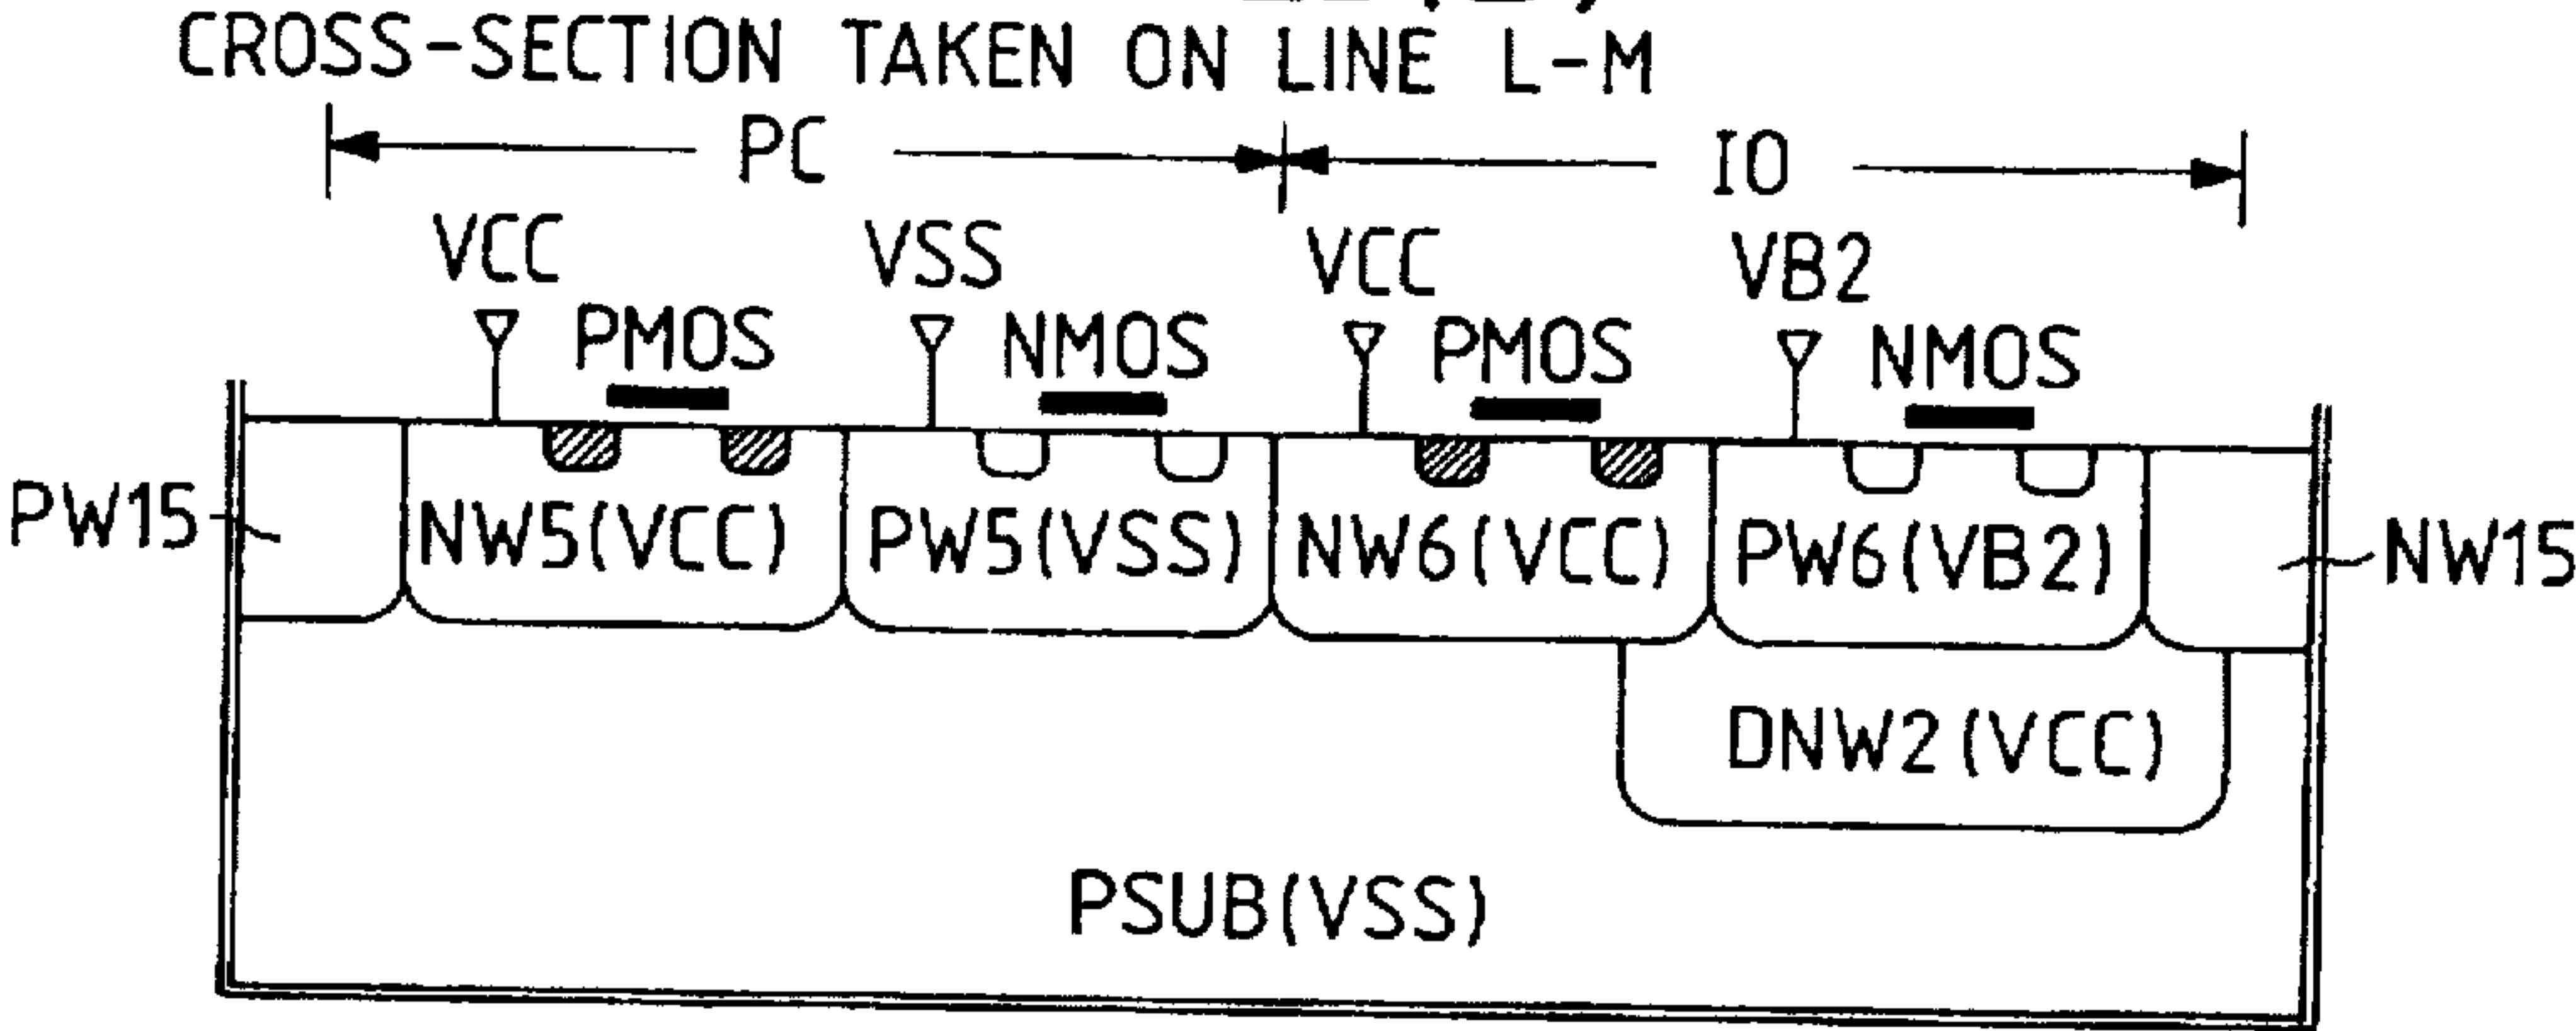 CROSS-SECTION TAKEN ON LINE L-M
PC IO
VCC VSS VCC VB2
PMOS NMOS PMOS NMOS
PW15 NW5(VCC) PW5(VSS) NW6(VCC) PW6(VB2) NW15
DNW2(VCC)
PSUB(VSS)